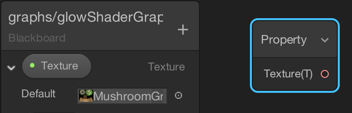 graphs/glowShaderGrap
Blackboard
Texture Texture
Default MushroomGr
Property
Texture(T)